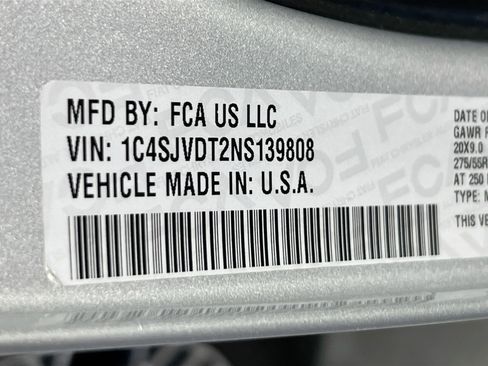 MFD BY: FCA US LLC
VIN: 1C4SJVDT2NS139808
VEHICLE MADE IN: U.S.A.
DATE OF
GAWR
20X9.0
275/55R
AT 250
TYPE:
THIS VE